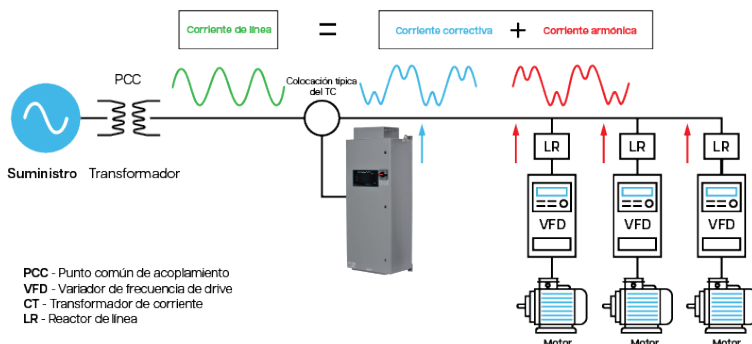 Corriente de línea = Corriente correctiva + Corriente armónica
PCC
Colocación típica
del TC
Suministro
Transformador
LR
LR
LR
VFD
VFD
VFD
PCC - Punto común de acoplamiento
VFD - Variador de frecuencia de drive
CT - Transformador de corriente
LR - Reactor de línea
Motor
Motor
Motor